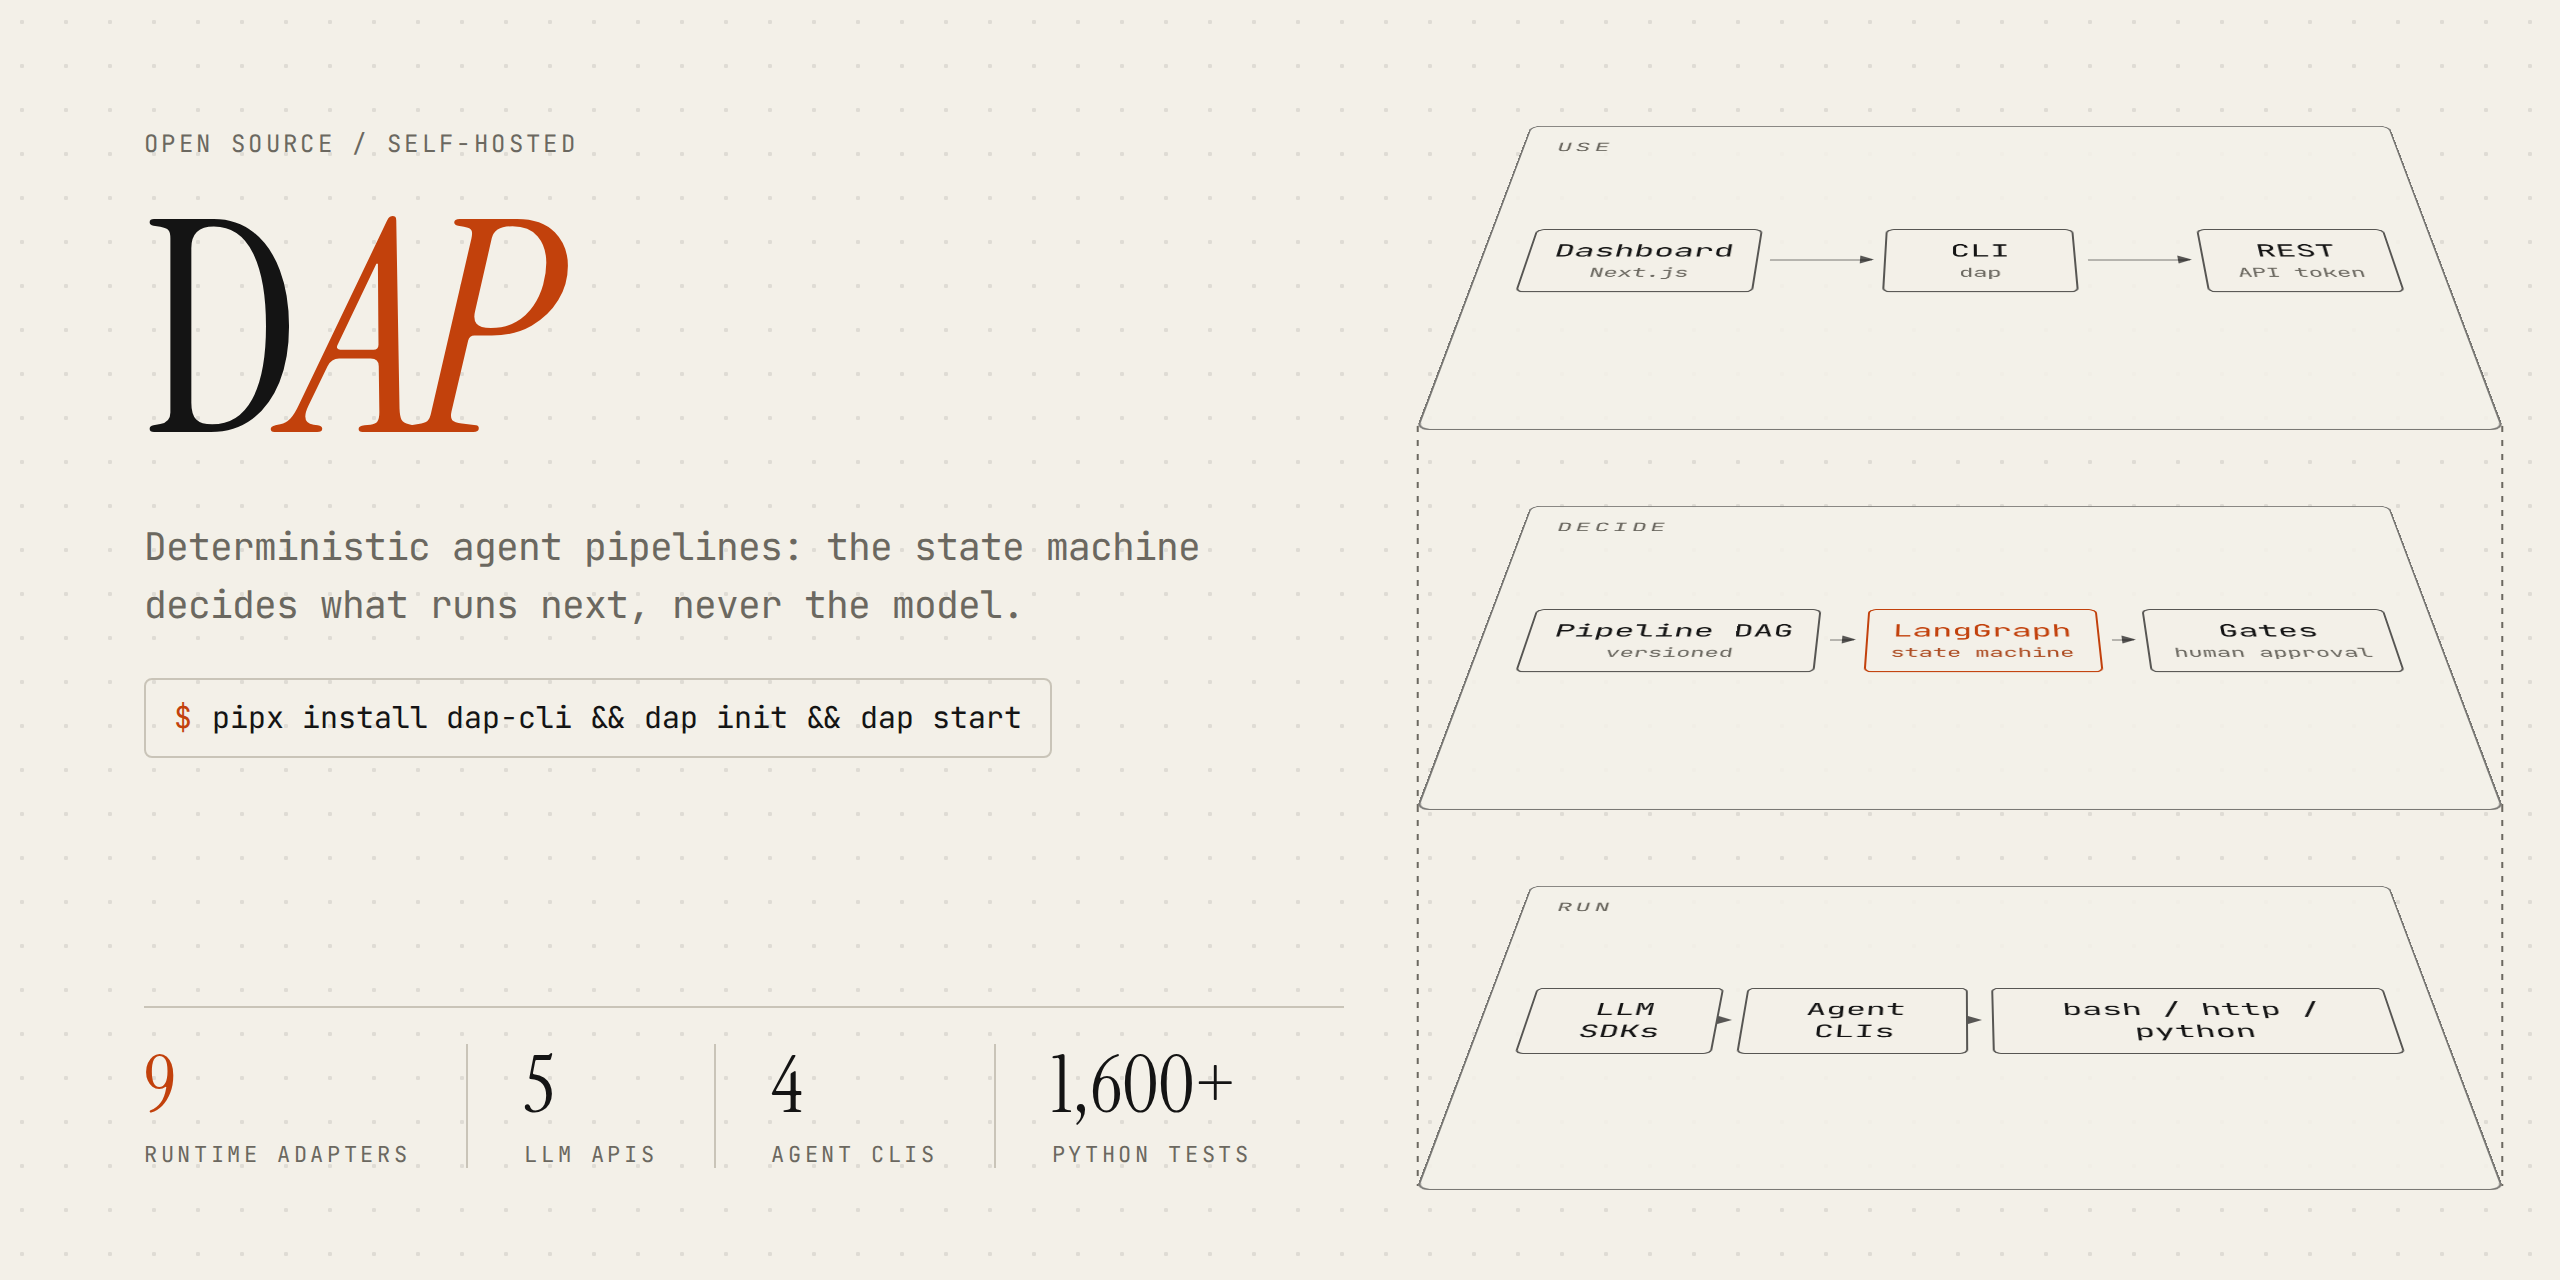 OPEN SOURCE / SELF-HOSTED
DAP
Deterministic agent pipelines: the state machine
decides what runs next, never the model.
$ pipx install dap-cli && dap init && dap start
9
RUNTIME ADAPTERS
5
LLM APIS
4
AGENT CLIS
1,600+
PYTHON TESTS
USE
Dashboard
Next.js
CLI
dap
REST
API token
DECIDE
Pipeline DAG
versioned
LangGraph
state machine
Gates
human approval
RUN
LLM
SDKs
Agent
CLIs
bash / http /
python